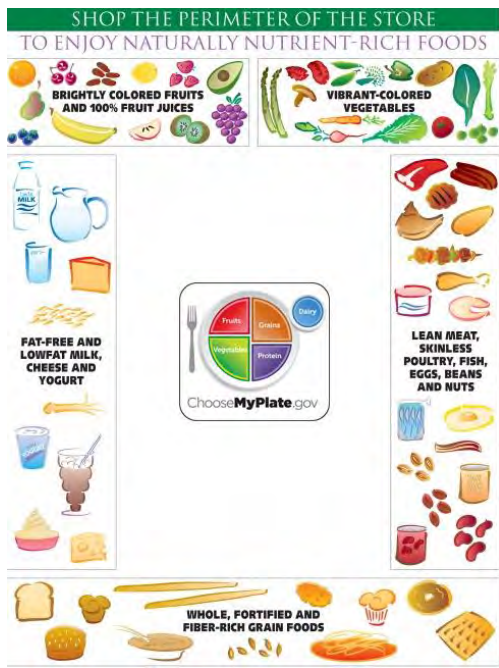 SHOP THE PERIMETER OF THE STORE
TO ENJOY NATURALLY NUTRIENT-RICH FOODS
BRIGHTLY COLORED FRUITS
AND 100% FRUIT JUICES
VIBRANT-COLORED
VEGETABLES
MILK
Fruits
Grains
Dairy
Vegetables
Protein
ChooseMyPlate.gov
FAT-FREE AND
LOWFAT MILK,
CHEESE AND
YOGURT
LEAN MEAT,
SKINLESS
POULTRY, FISH,
EGGS, BEANS
AND NUTS
WHOLE, FORTIFIED AND
FIBER-RICH GRAIN FOODS